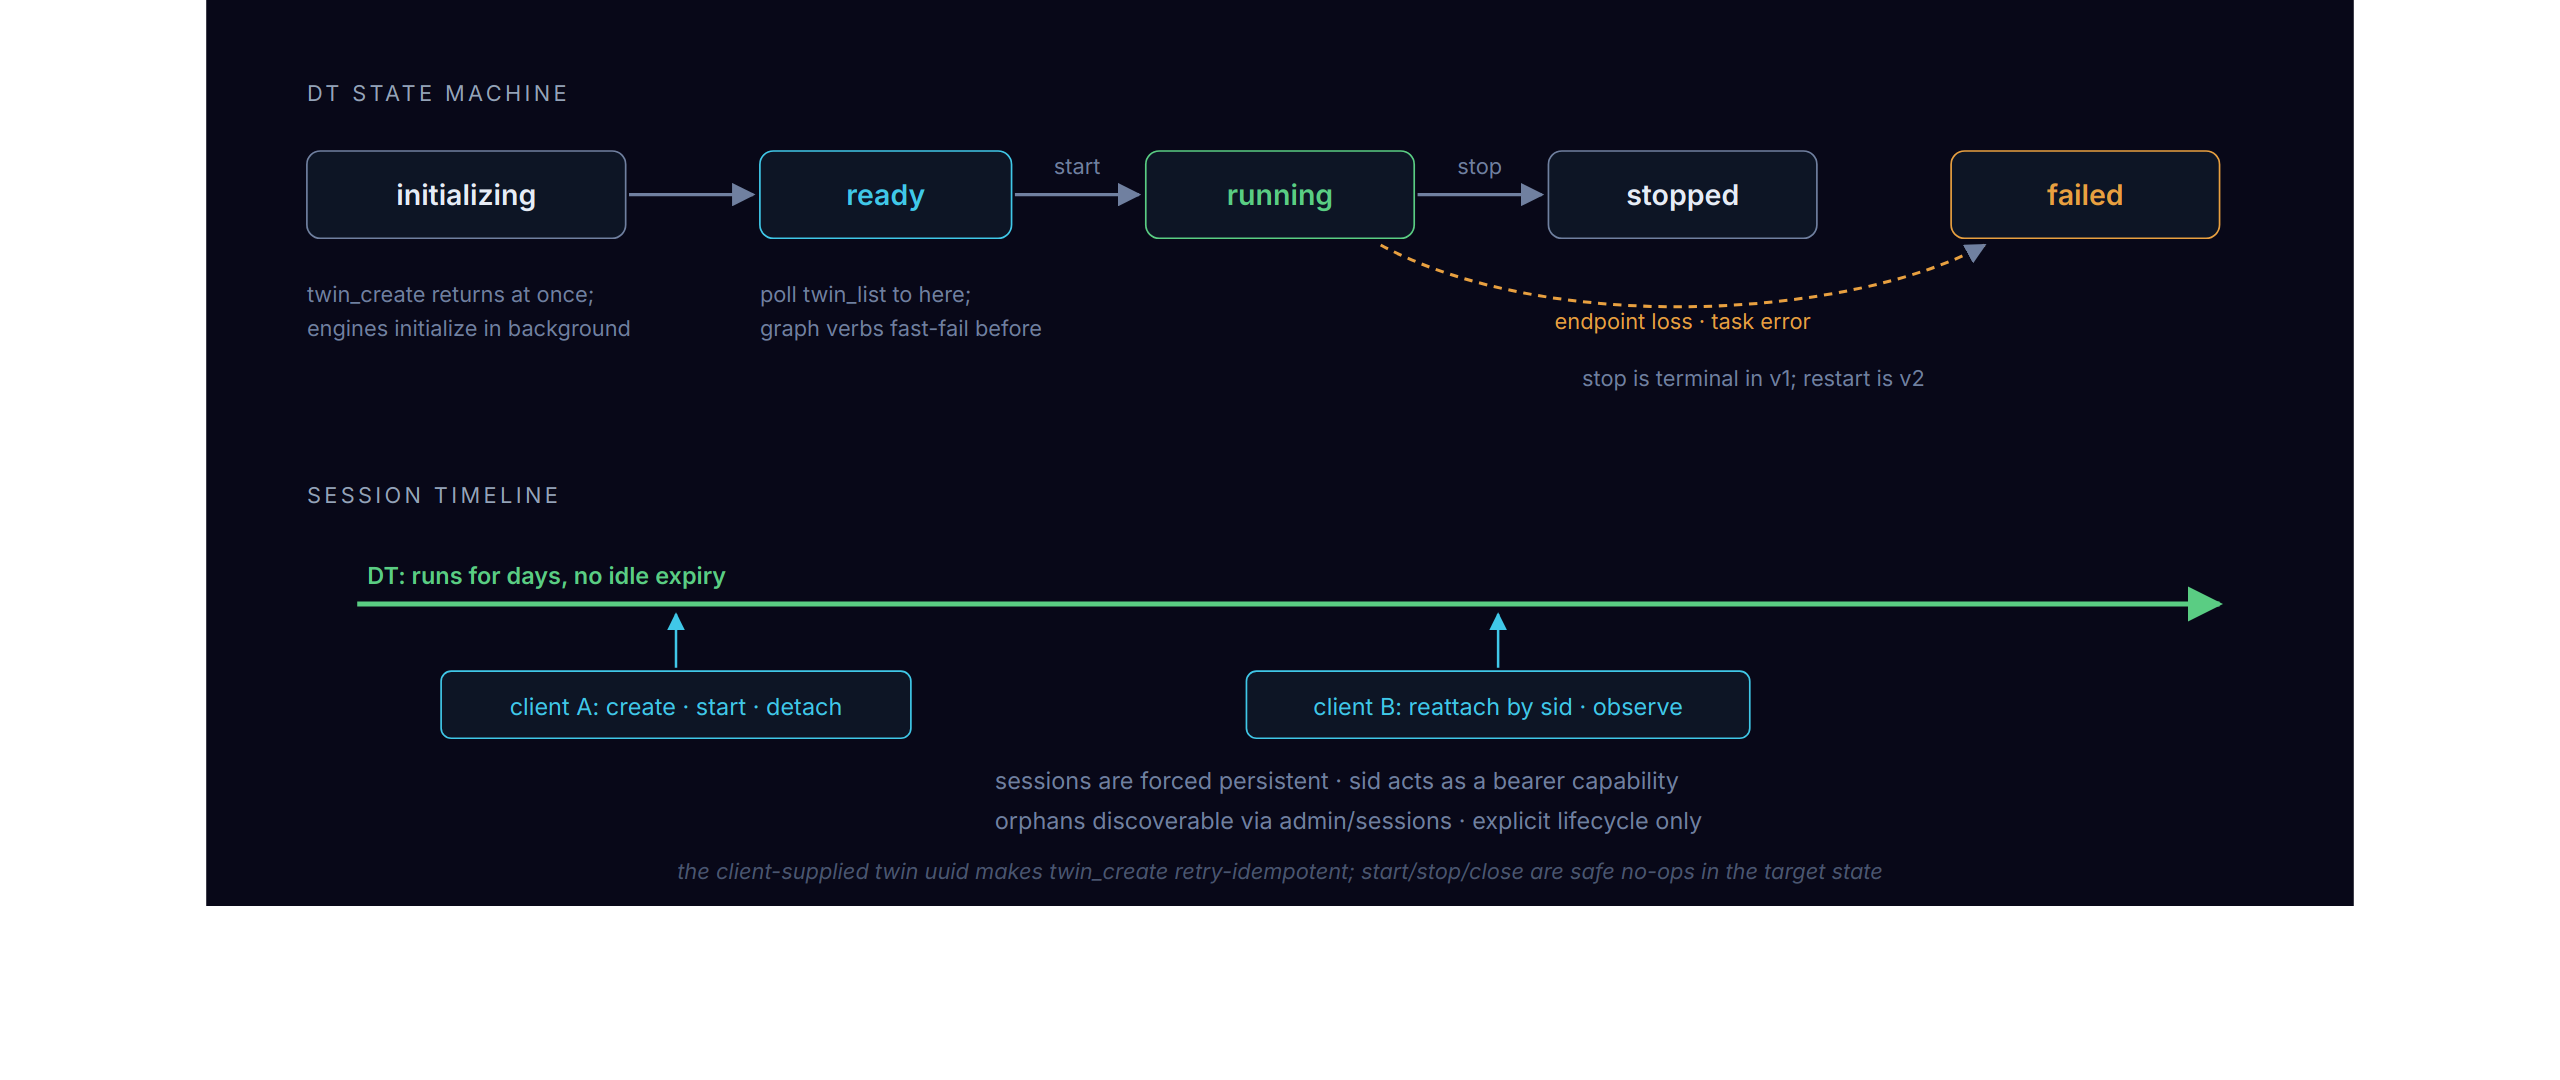 DT STATE MACHINE
initializing
ready
start
running
stop
stopped
failed
twin_create returns at once;
engines initialize in background
poll twin_list to here;
graph verbs fast-fail before
endpoint loss · task error
stop is terminal in v1; restart is v2
SESSION TIMELINE
DT: runs for days, no idle expiry
client A: create · start · detach
client B: reattach by sid · observe
sessions are forced persistent · sid acts as a bearer capability
orphans discoverable via admin/sessions · explicit lifecycle only
the client-supplied twin uuid makes twin_create retry-idempotent; start/stop/close are safe no-ops in the target state